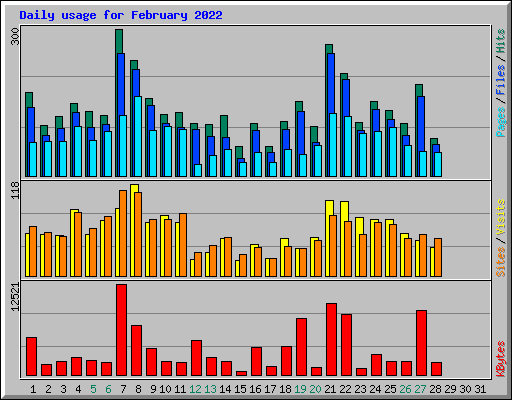 Daily usage for February 2022
300
Pages / Files / Hits
118
Sites / Visits
12521
KBytes
1 2 3 4 5 6 7 8 9 10 11 12 13 14 15 16 17 18 19 20 21 22 23 24 25 26 27 28 29 30 31